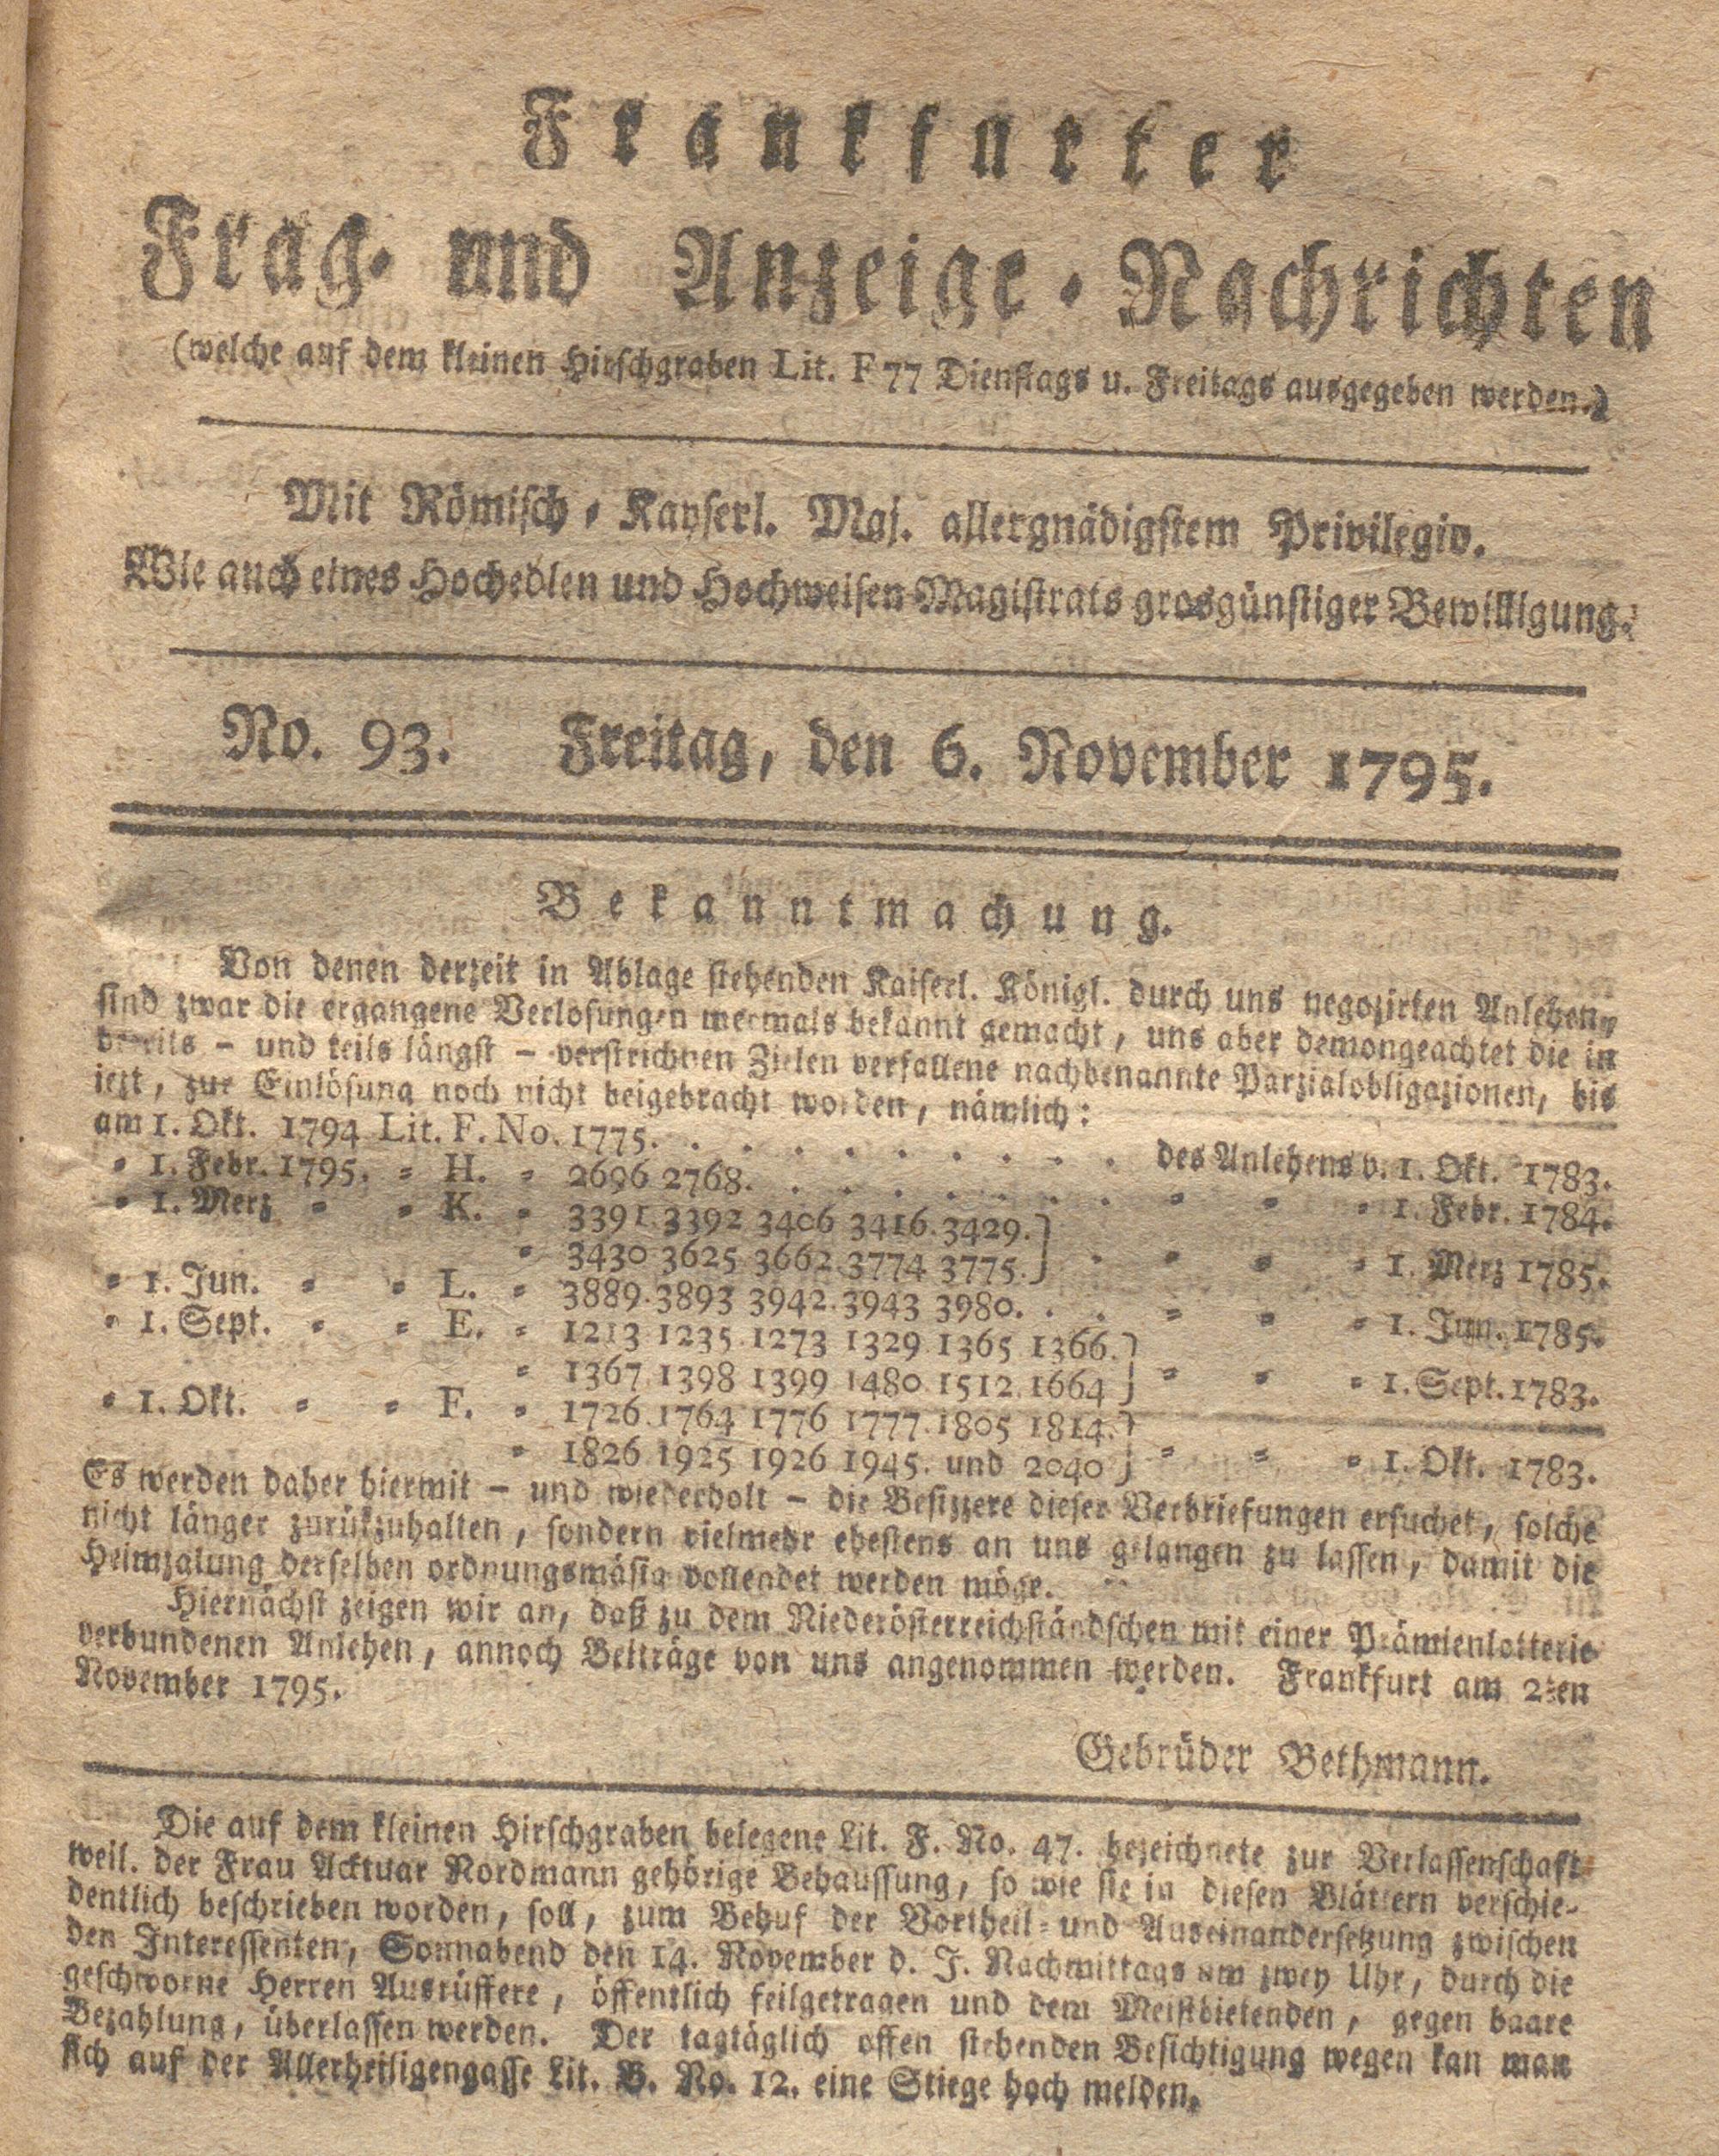 Frankfurter
Frag- und Anzeige-Nachrichten
(welche auf dem kleinen Hirschgraben Lit. F 77 Dienstags u. Freitags ausgegeben werden.)
Mit Römisch-Kayserl. Maj. allergnädigstem Privilegio.
Wie auch eines Hochedlen und Hochweisen Magistrats grosgünstiger Bewilligung.
No. 93. Freitag, den 6. November 1795.
Bekanntmachung.
Von denen derzeit in Ablage stehenden Kaiserl. Königl. durch uns negozirten Anlehen,
sind zwar die ergangene Verlosungen meermals bekannt gemacht, uns aber demongeachtet die in
bereits - und teils längst - verstrichnen Zielen verfallene nachbenannte Parzialobligazionen, bis
iezt, zur Einlösung noch nicht beigebracht worden, nämlich:
am 1. Okt. 1794 Lit. F. No. 1775. . . . . . . . . . des Anlehens v. 1. Okt. 1783.
= 1. Febr. 1795. = H. = 2696 2768. . . . . . . . . = = = 1. Febr. 1784.
= 1. Merz = = K. = 3391. 3392 3406 3416. 3429. }
= 3430 3625 3662. 3774 3775. } . = = = 1. Merz 1785.
= 1. Jun. = = L. = 3889. 3893 3942. 3943 3980. . . = = = 1. Jun. 1785.
= 1. Sept. = = E. = 1213 1235. 1273 1329 1365 1366. }
= 1367 1398 1399 1480. 1512. 1664 } = = = 1. Sept. 1783.
= 1. Okt. = = F. = 1726. 1764 1776 1777. 1805 1814. }
= 1826 1925 1926 1945. und 2040 } = = = 1. Okt. 1783.
Es werden daher hiermit - und wiederholt - die Besizzere dieser Verbriefungen ersuchet, solche
nicht länger zurükzuhalten, sondern vielmehr ehestens an uns gelangen zu lassen, damit die
Heimzalung derselben ordnungsmäsig vollendet werden möge.
Hiernächst zeigen wir an, daß zu dem Niederösterreichständschen mit einer Prämienlotterie
verbundenen Anlehen, annoch Beiträge von uns angenommen werden. Frankfurt am 2ten
November 1795.
Gebrüder Bethmann.
Die auf dem kleinen Hirschgraben belegene Lit. F. No. 47. bezeichnete zur Verlassenschaft
weil. der Frau Acktuar Nordmann gehörige Behaussung, so wie sie in diesen Blättern verschie-
dentlich beschrieben worden, soll, zum Behuf der Vortheil- und Auseinandersetzung zwischen
den Interessenten, Sonnabend den 14. November d. J. Nachmittags um zwey Uhr, durch die
geschworne Herren Ausrüffere, öffentlich feilgetragen und dem Meistbietenden, gegen baare
Bezahlung, überlassen werden. Der tagtäglich offen stehenden Besichtigung wegen kan man
sich auf der Allerheiligengasse Lit. B. No. 12. eine Stiege hoch melden.